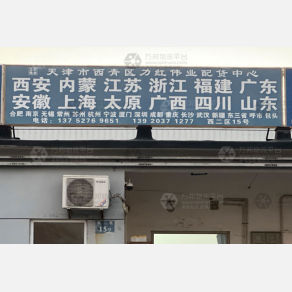 天津市西青区力红伟业配货中心
西安 内蒙 江苏 浙江 福建 广东
安徽 上海 太原 广西 四川 山东
合肥 南京 无锡 常州 苏州 杭州 宁波 厦门 深圳 成都 重庆 长沙 武汉 新疆 东三省 呼市 包头
电话：137 5276 9651 139 2037 1277 西二区15号
15号